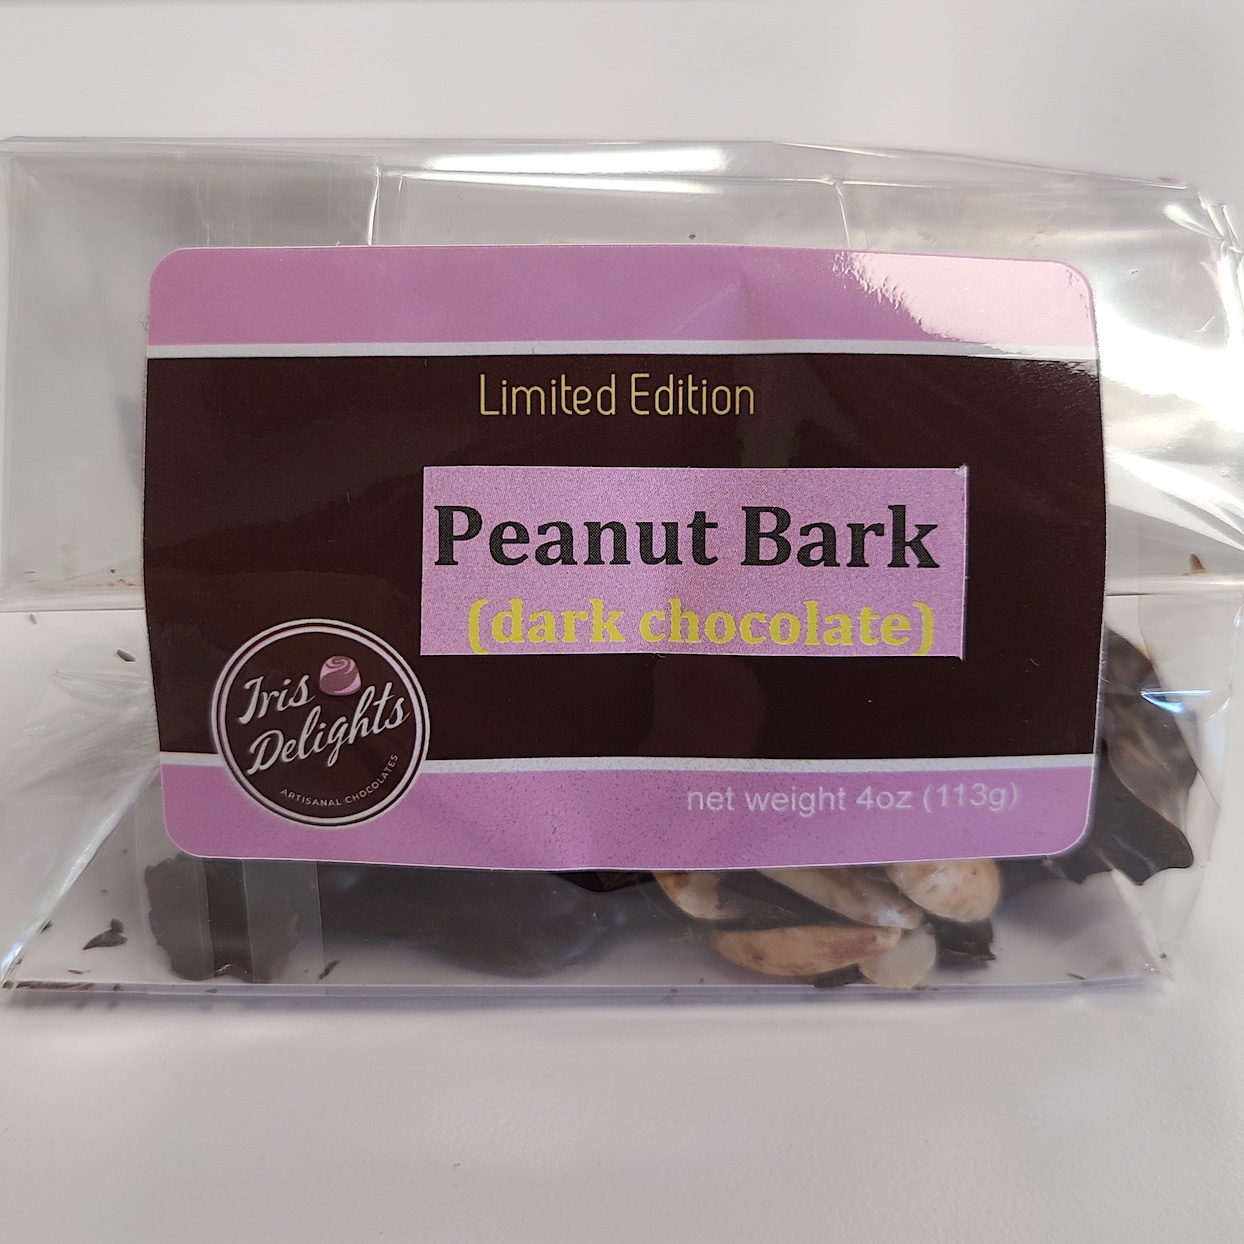 Limited Edition
Peanut Bark
(dark chocolate)
Iris
Delights
ARTISANAL CHOCOLATES
net weight 4oz (113g)